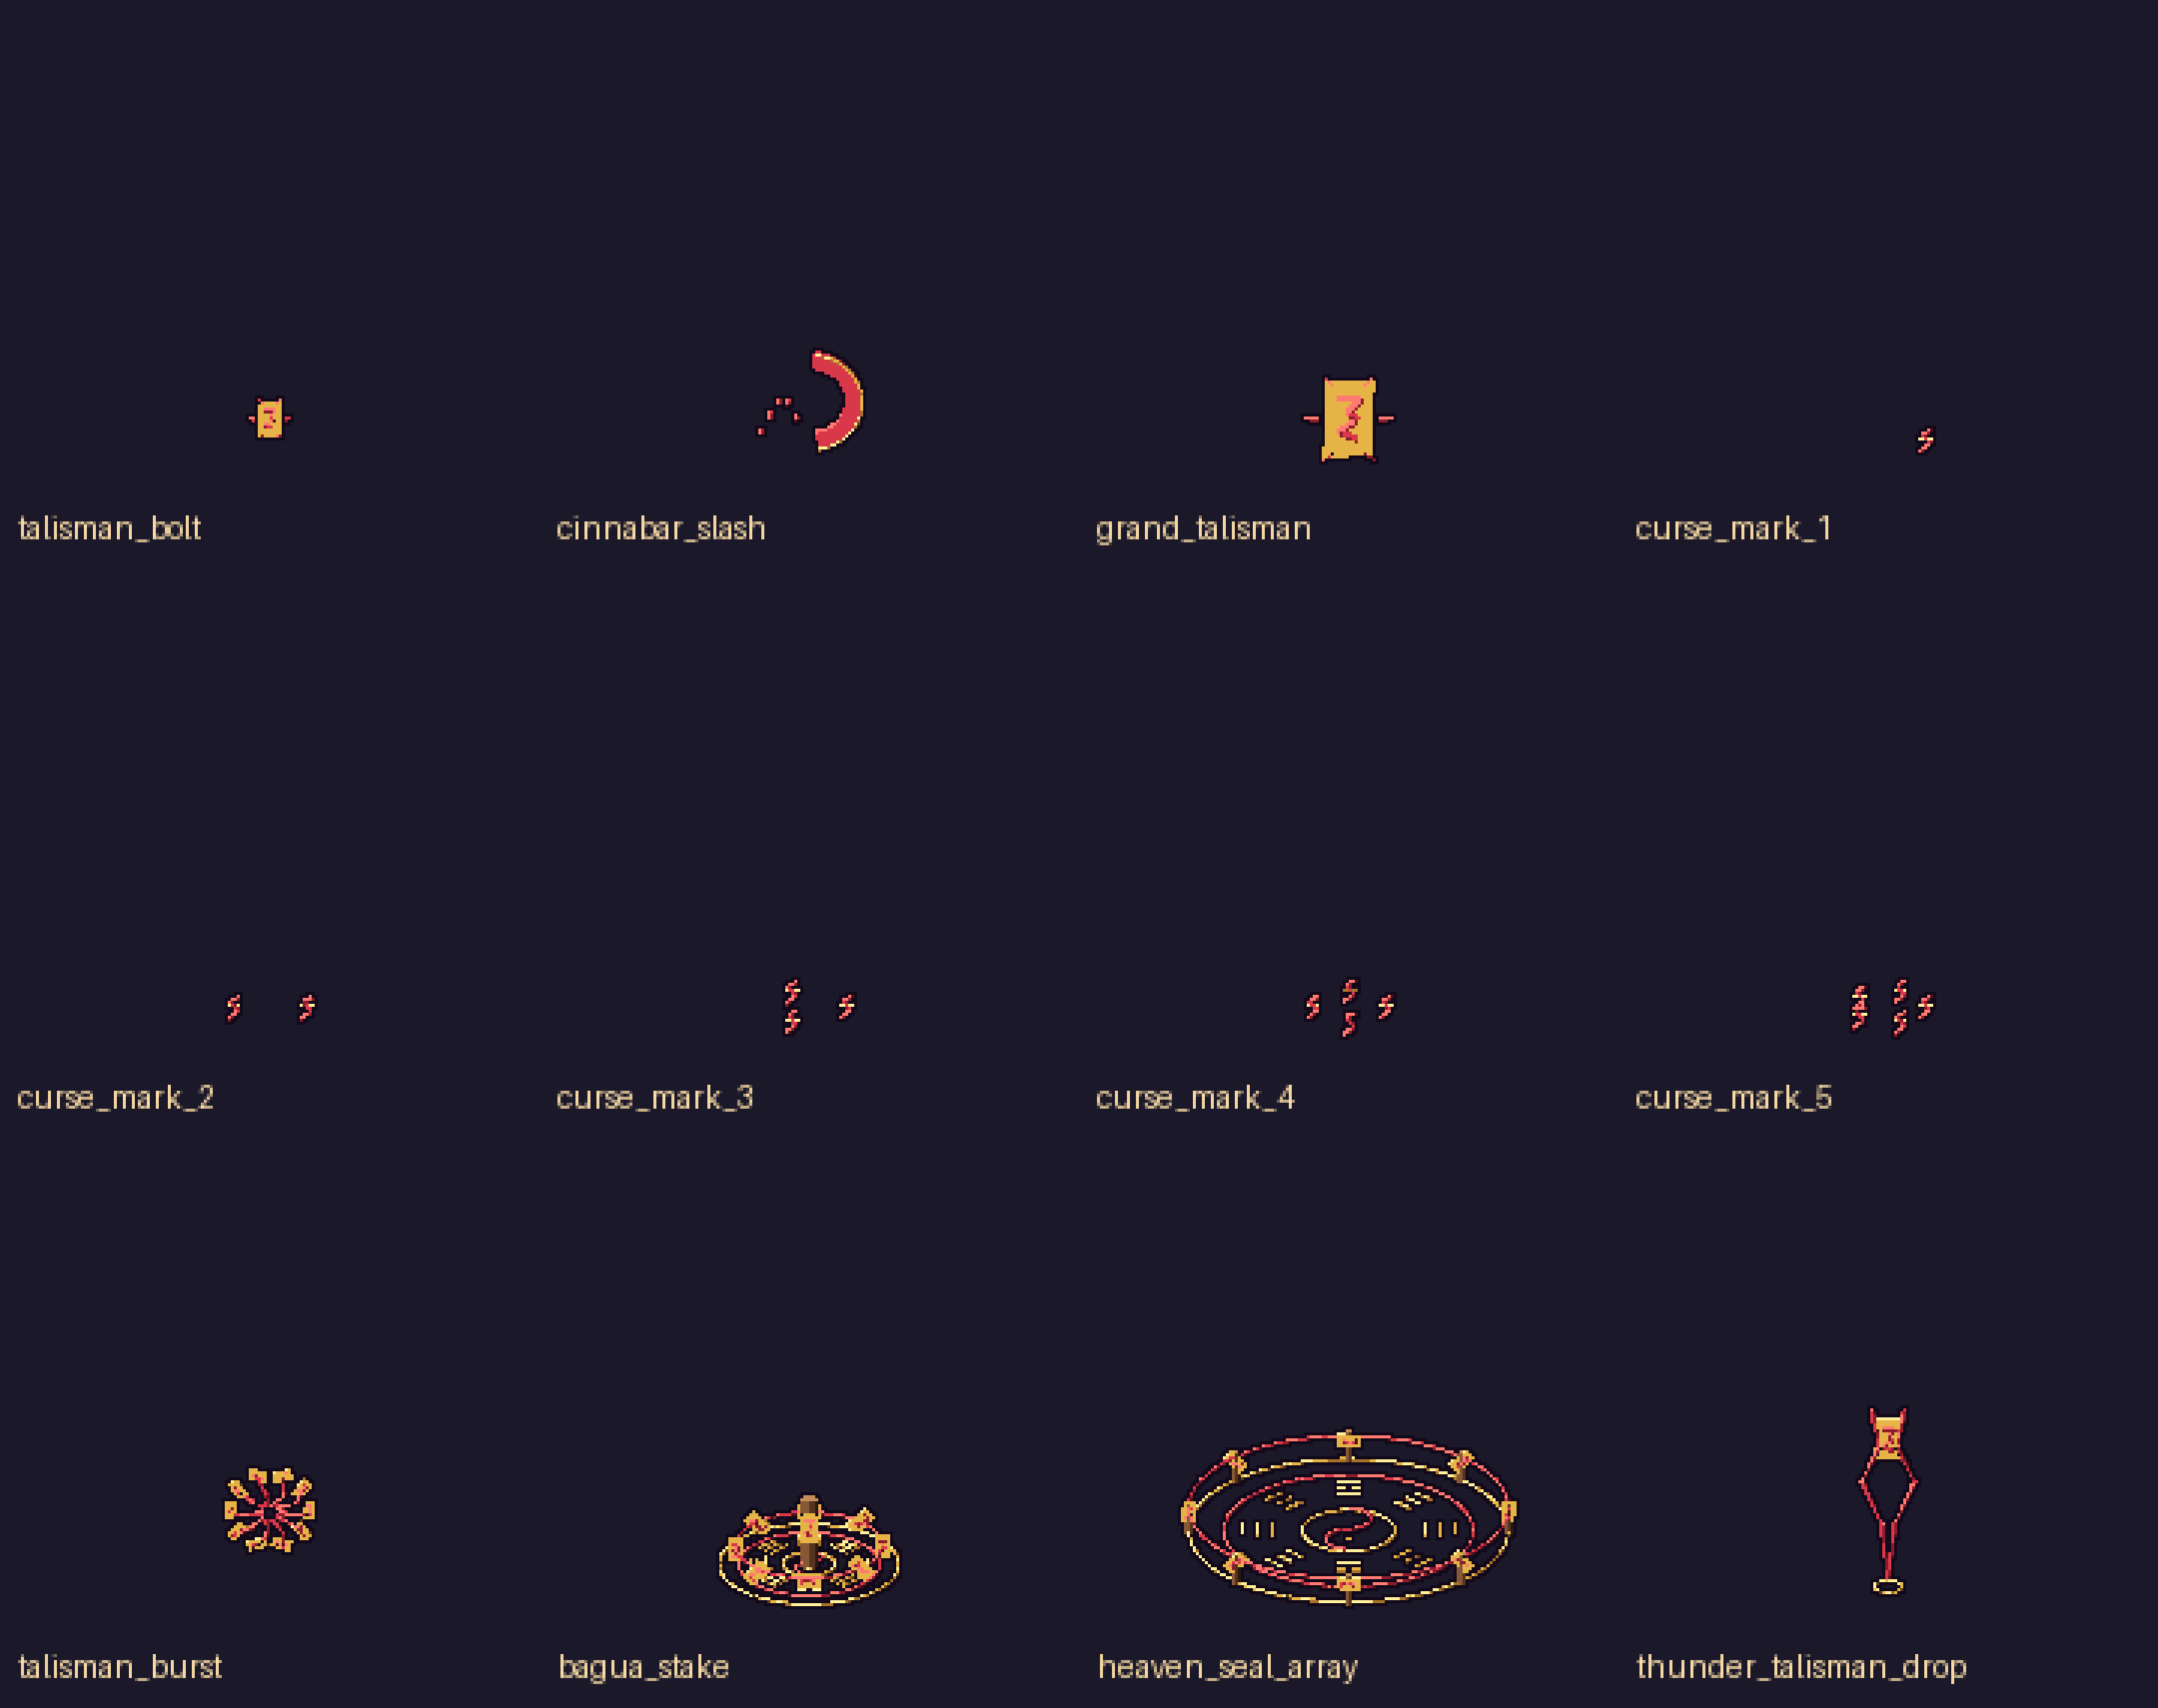 talisman_bolt
cinnabar_slash
grand_talisman
curse_mark_1
curse_mark_2
curse_mark_3
curse_mark_4
curse_mark_5
talisman_burst
bagua_stake
heaven_seal_array
thunder_talisman_drop